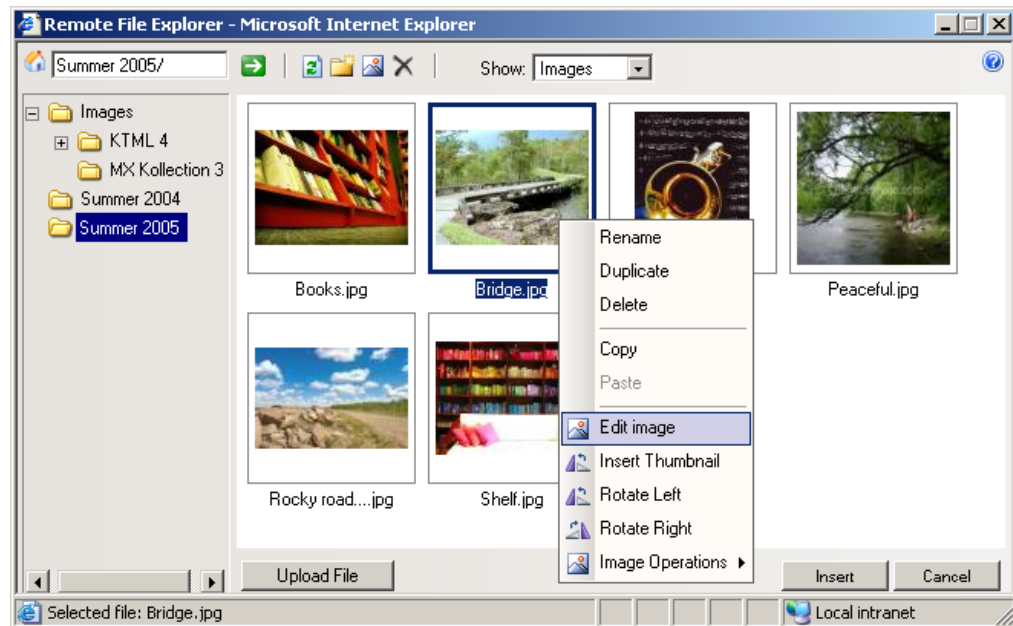 Remote File Explorer - Microsoft Internet Explorer
Summer 2005/
Show: Images
Images
KTML 4
MX Kollection 3
Summer 2004
Summer 2005
Books.jpg
Bridge.jpg
Peaceful.jpg
Rocky road....jpg
Shelf.jpg
Rename
Duplicate
Delete
Copy
Paste
Edit image
Insert Thumbnail
Rotate Left
Rotate Right
Image Operations
Upload File
Insert
Cancel
Selected file: Bridge.jpg
Local intranet